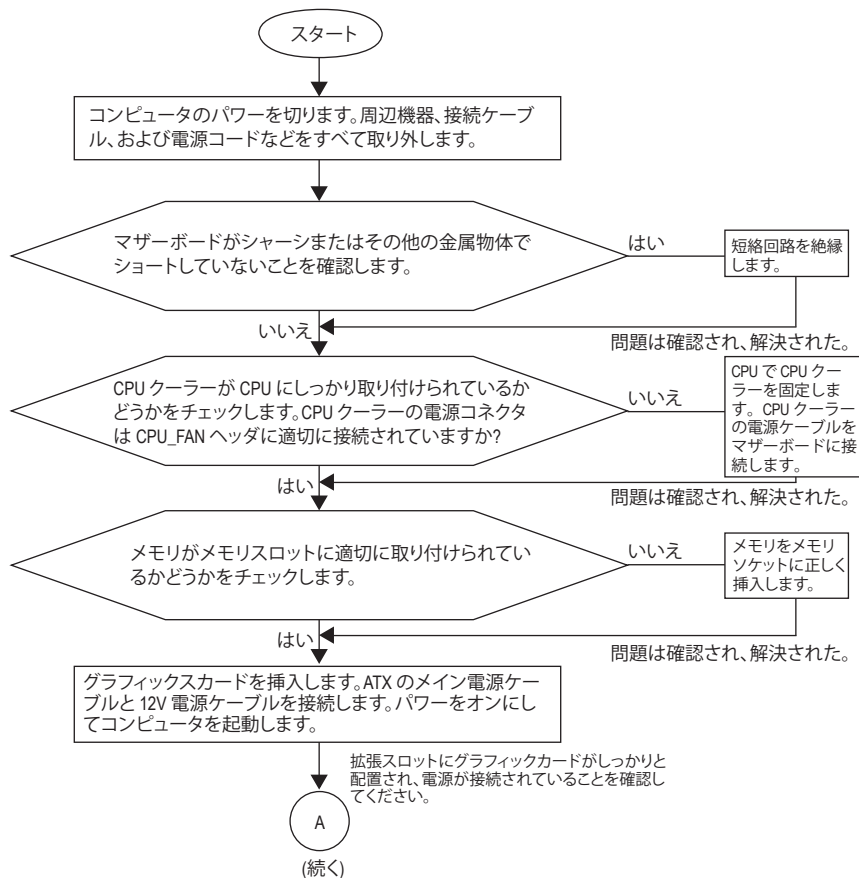 スタート
コンピュータのパワーを切ります。周辺機器、接続ケーブ
ル、および電源コードなどをすべて取り外します。
マザーボードがシャーシまたはその他の金属物体で
ショートしていないことを確認します。
はい
短絡回路を絶縁
します。
いいえ
問題は確認され、解決された。
CPU クーラーが CPU にしっかり取り付けられているか
どうかをチェックします。CPU クーラーの電源コネクタ
は CPU_FAN ヘッダに適切に接続されていますか?
いいえ
CPU で CPU クー
ラーを固定しま
す。 CPU クーラー
の電源ケーブルを
マザーボードに接
続します。
はい
問題は確認され、解決された。
メモリがメモリスロットに適切に取り付けられてい
るかどうかをチェックします。
いいえ
メモリをメモリ
ソケットに正しく
挿入します。
はい
問題は確認され、解決された。
グラフィックスカードを挿入します。ATX のメイン電源ケー
ブルと 12V 電源ケーブルを接続します。パワーをオンにし
てコンピュータを起動します。
拡張スロットにグラフィックカードがしっかりと
配置され、電源が接続されていることを確認し
てください。
A
(続く)